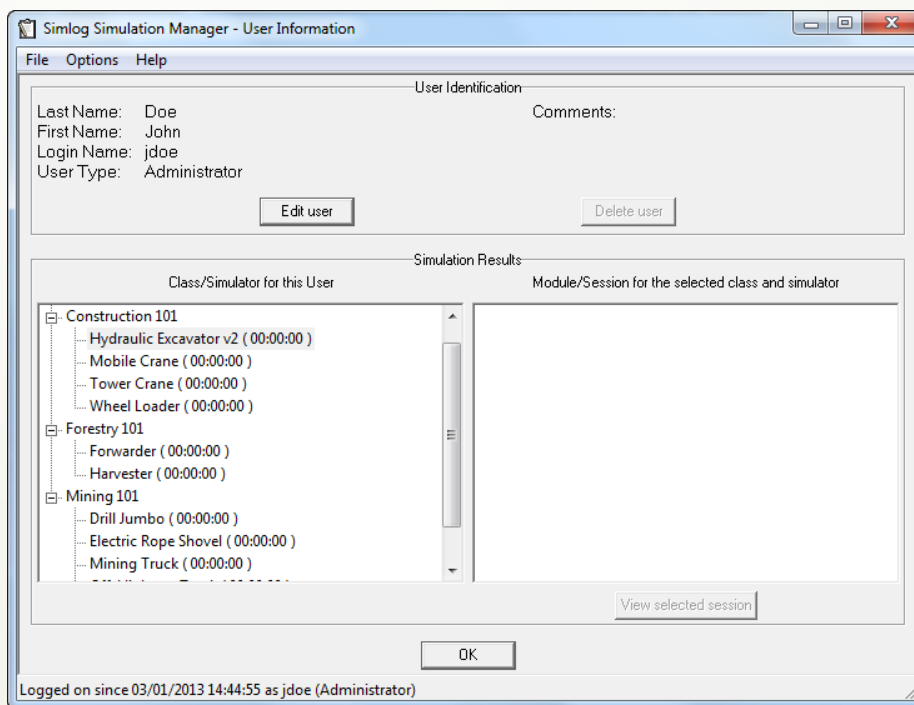 Simlog Simulation Manager - User Information
File Options Help
User Identification
Last Name: Doe Comments:
First Name: John
Login Name: jdoe
User Type: Administrator
Edit user Delete user
Simulation Results
Class/Simulator for this User Module/Session for the selected class and simulator
Construction 101
Hydraulic Excavator v2 ( 00:00:00 )
Mobile Crane ( 00:00:00 )
Tower Crane ( 00:00:00 )
Wheel Loader ( 00:00:00 )
Forestry 101
Forwarder ( 00:00:00 )
Harvester ( 00:00:00 )
Mining 101
Drill Jumbo ( 00:00:00 )
Electric Rope Shovel ( 00:00:00 )
Mining Truck ( 00:00:00 )
View selected session
OK
Logged on since 03/01/2013 14:44:55 as jdoe (Administrator)